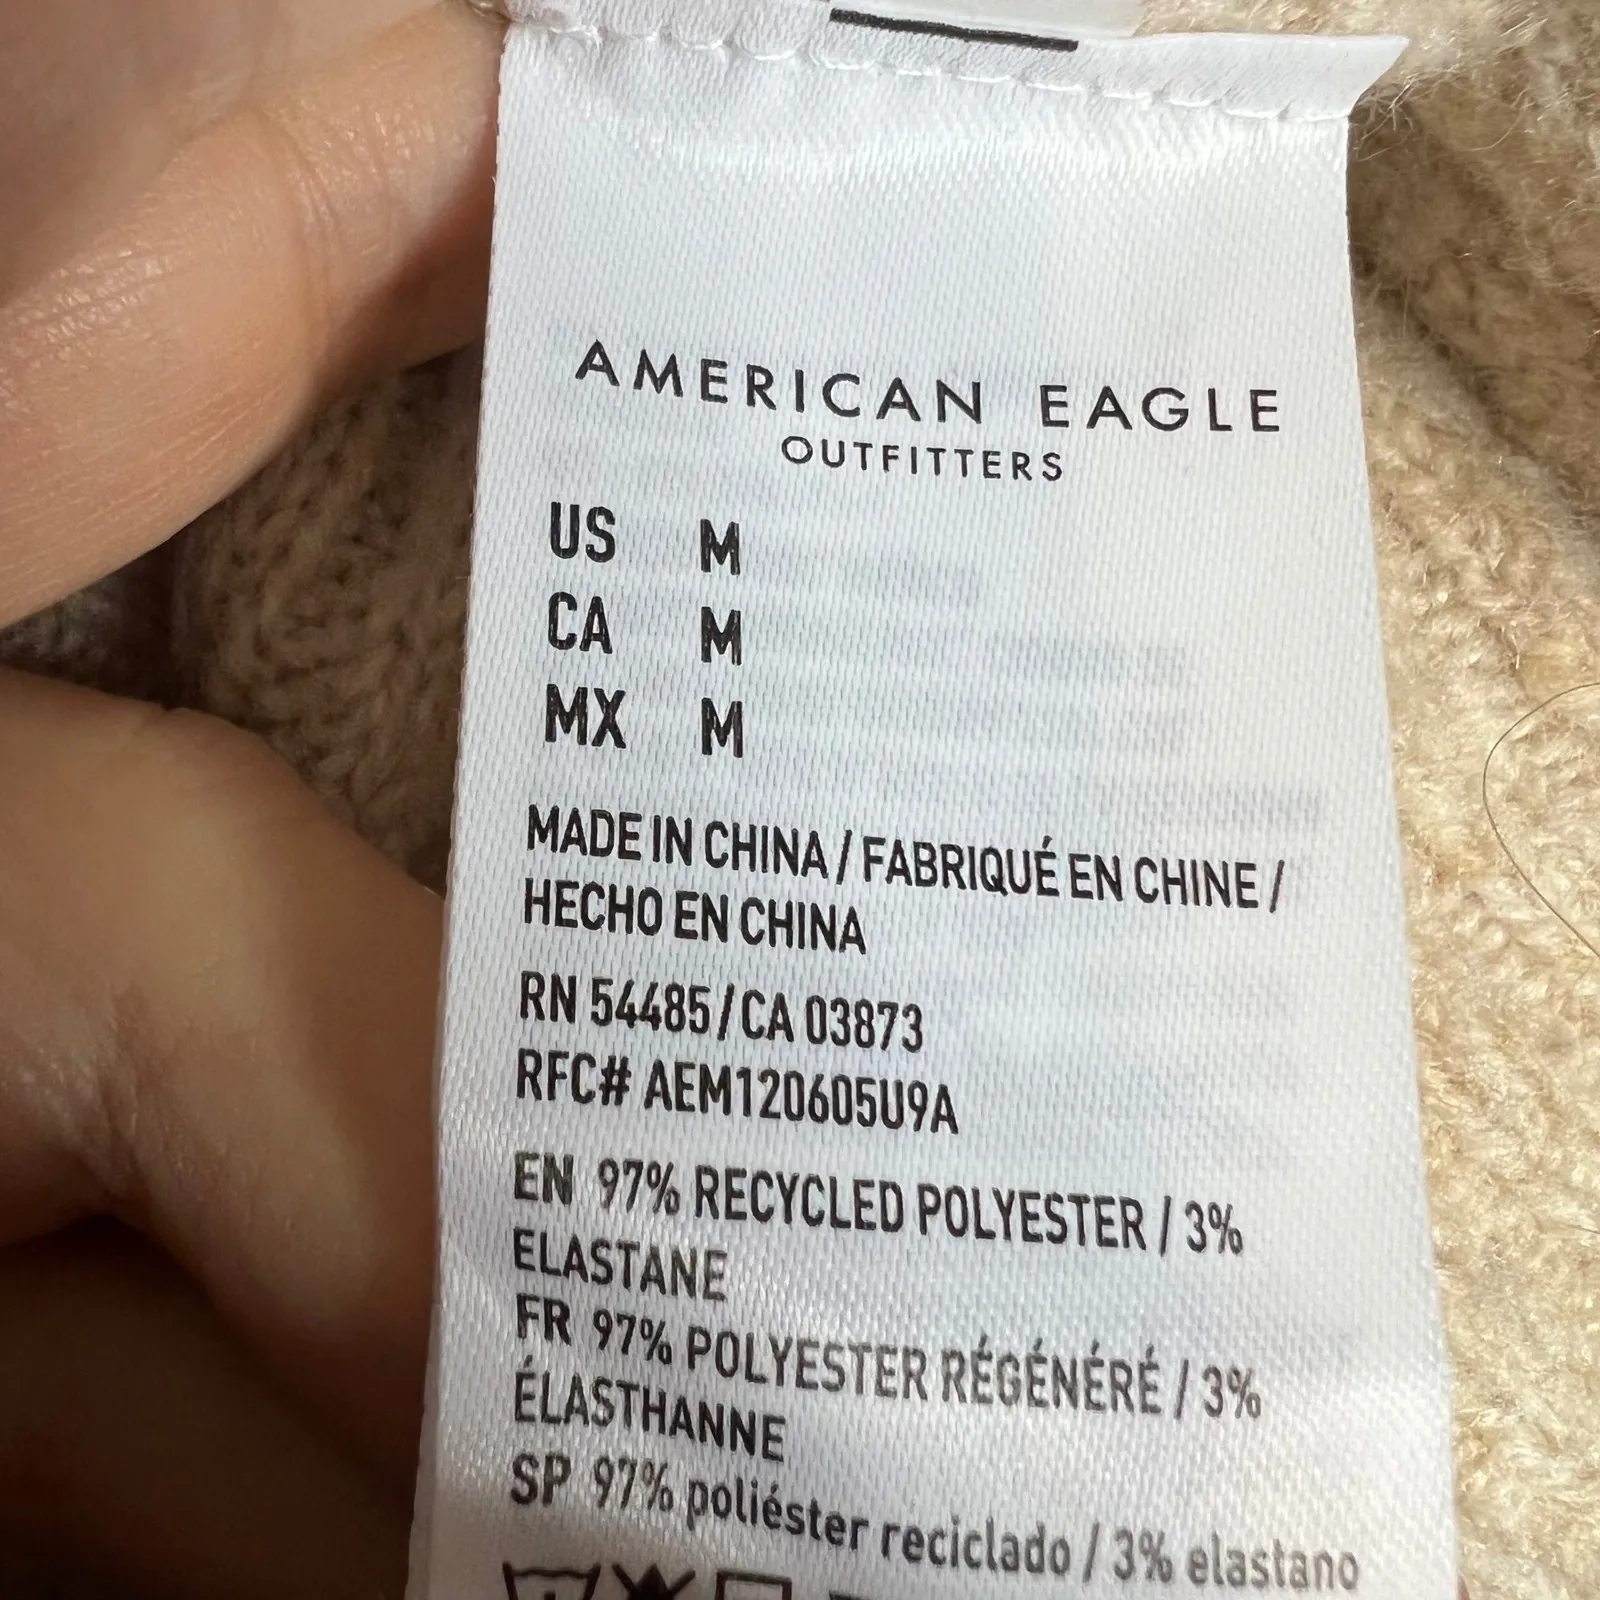 AMERICAN EAGLE
OUTFITTERS
US M
CA M
MX M
MADE IN CHINA / FABRIQUÉ EN CHINE /
HECHO EN CHINA
RN 54485 / CA 03873
RFC# AEM120605U9A
EN 97% RECYCLED POLYESTER / 3%
ELASTANE
FR 97% POLYESTER RÉGÉNÉRÉ / 3%
ÉLASTHANNE
SP 97% poliéster reciclado / 3% elastano